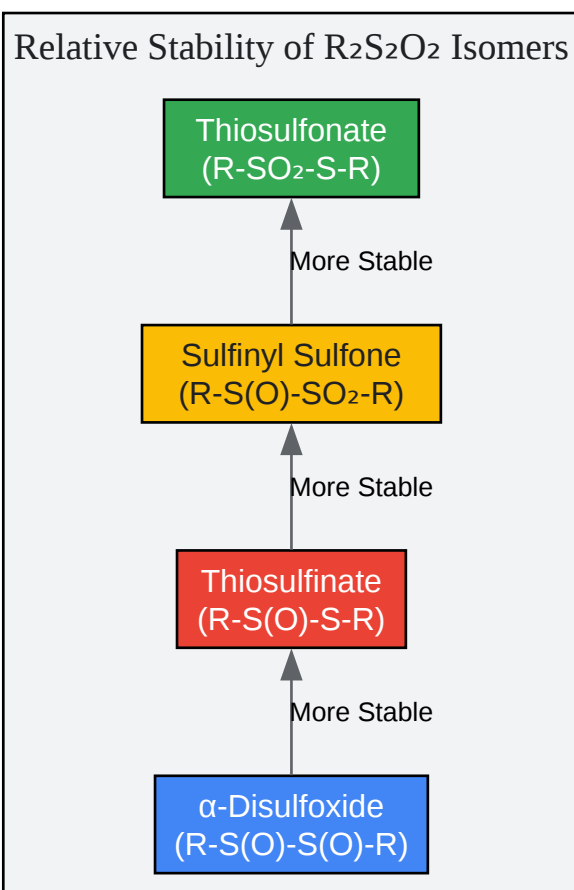 Relative Stability of R₂S₂O₂ Isomers
Thiosulfonate
(R-SO₂-S-R)
More Stable
Sulfinyl Sulfone
(R-S(O)-SO₂-R)
More Stable
Thiosulfinate
(R-S(O)-S-R)
More Stable
α-Disulfoxide
(R-S(O)-S(O)-R)